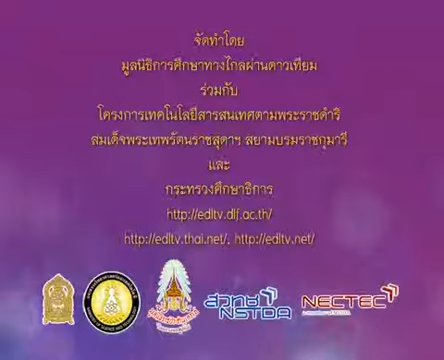 จัดทำโดย
มูลนิธิการศึกษาทางไกลผ่านดาวเทียม
ร่วมกับ
โครงการเทคโนโลยีสารสนเทศตามพระราชดำริ
สมเด็จพระเทพรัตนราชสุดาฯ สยามบรมราชกุมารี
และ
กระทรวงศึกษาธิการ
http://edltv.dlf.ac.th/
http://edltv.thai.net/, http://edltv.net/
สวทช
NSTDA
NECTEC